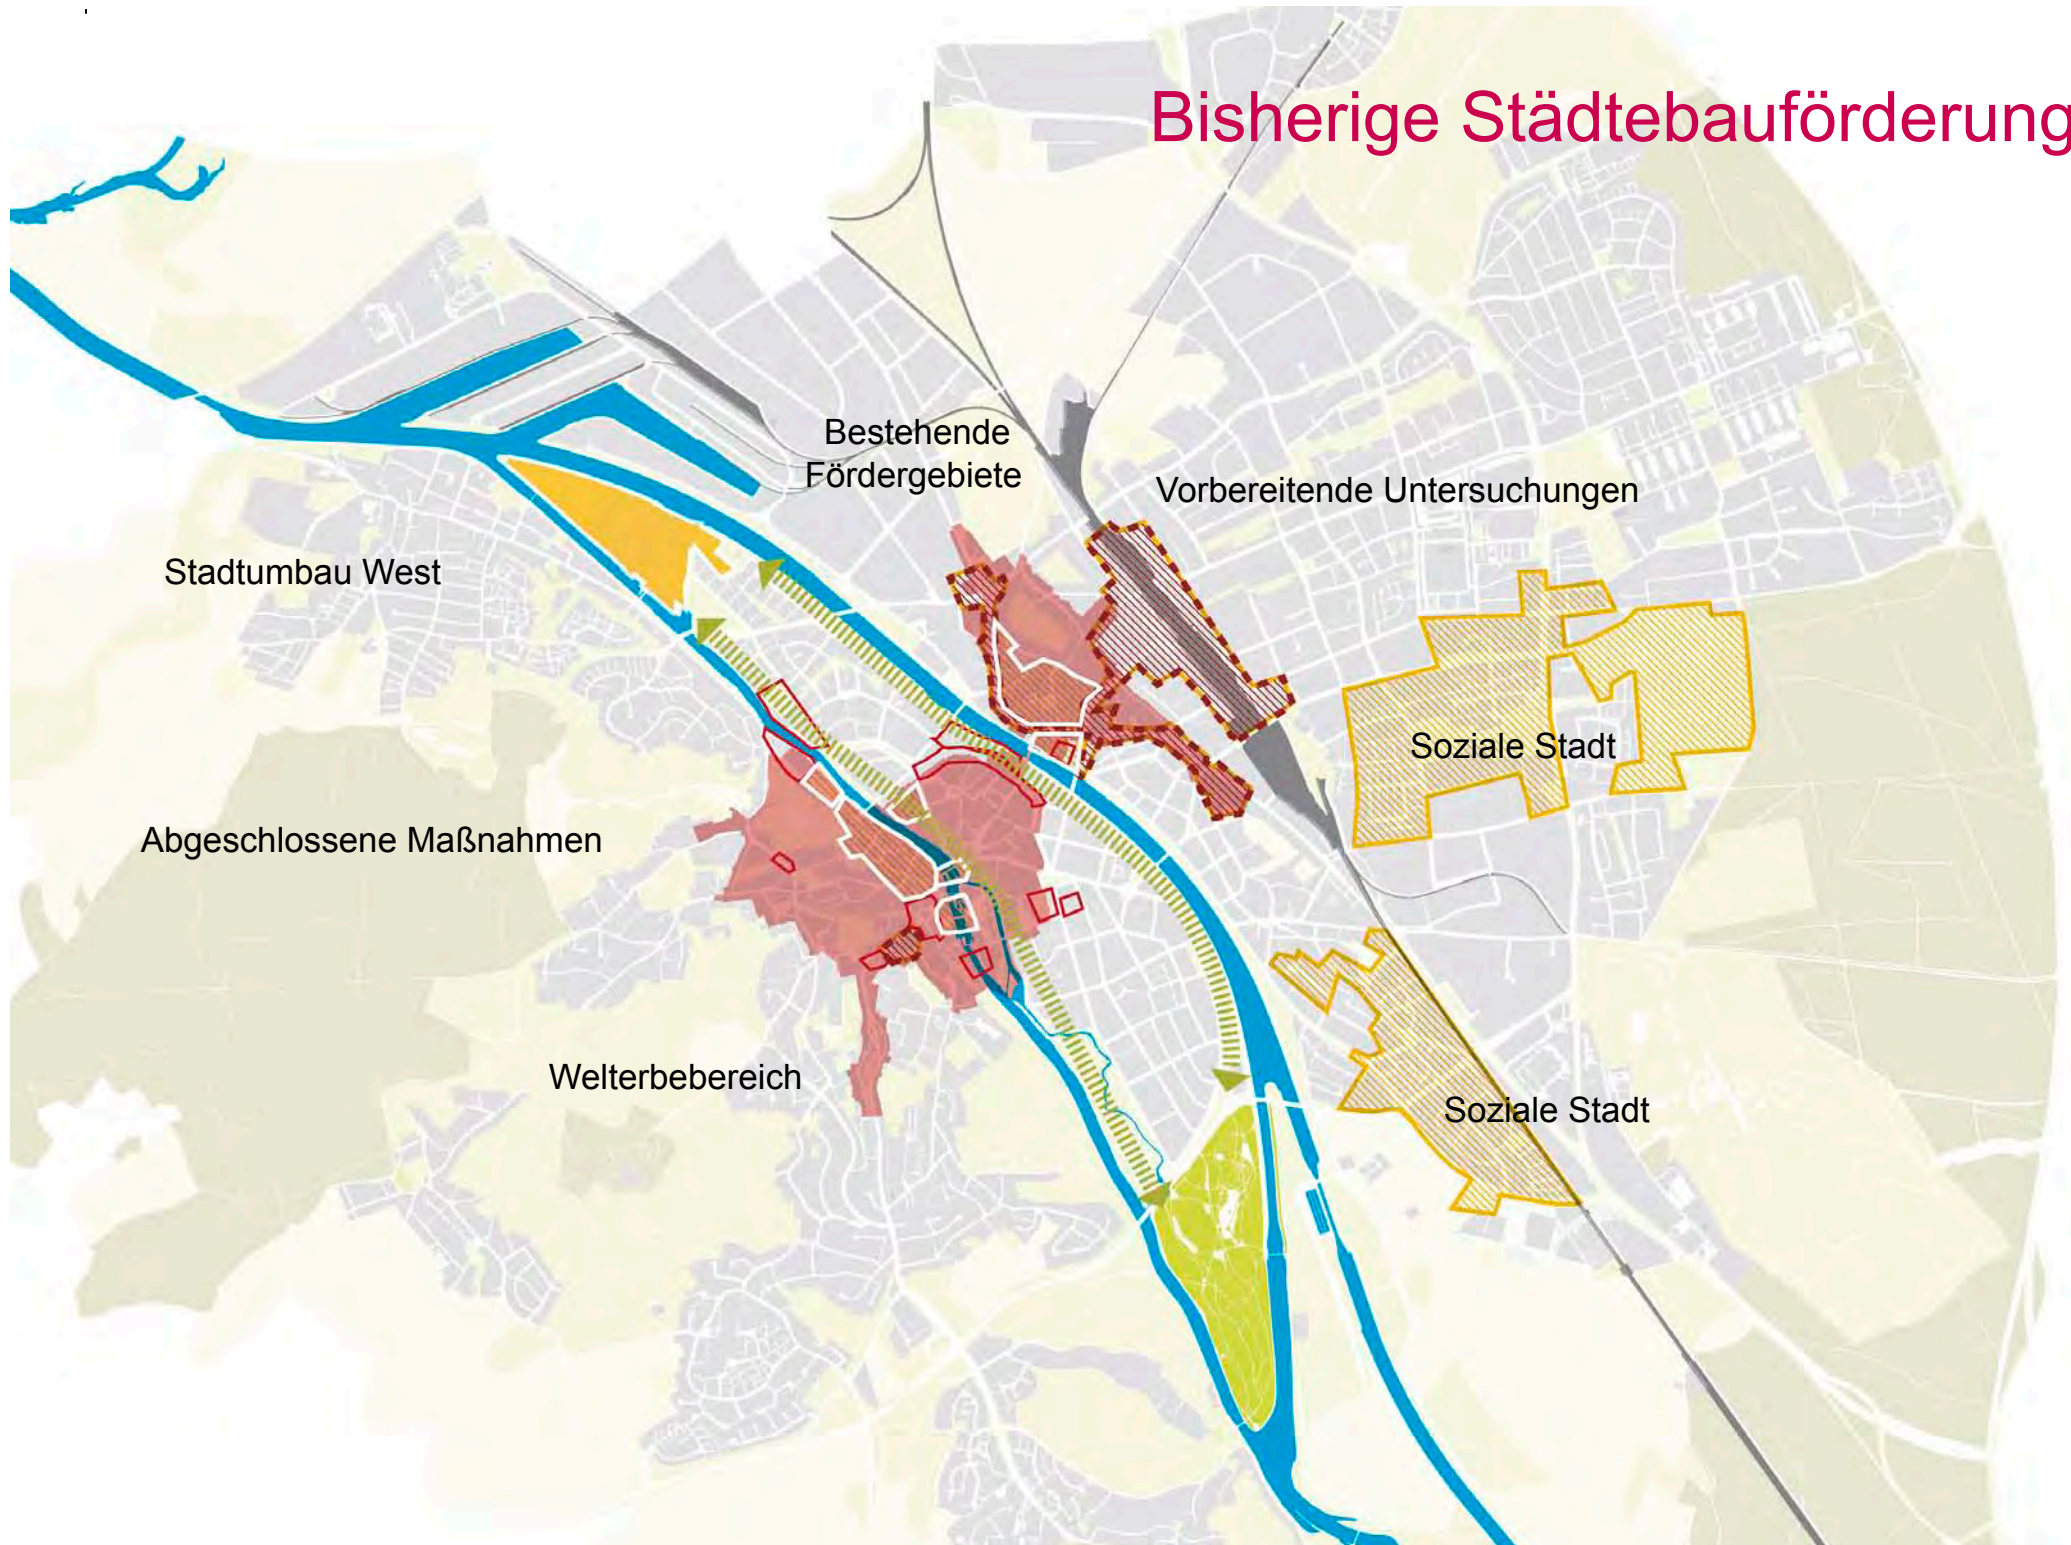 Bisherige Städtebauförderung
Bestehende
Fördergebiete
Vorbereitende Untersuchungen
Stadtumbau West
Soziale Stadt
Abgeschlossene Maßnahmen
Welterbebereich
Soziale Stadt